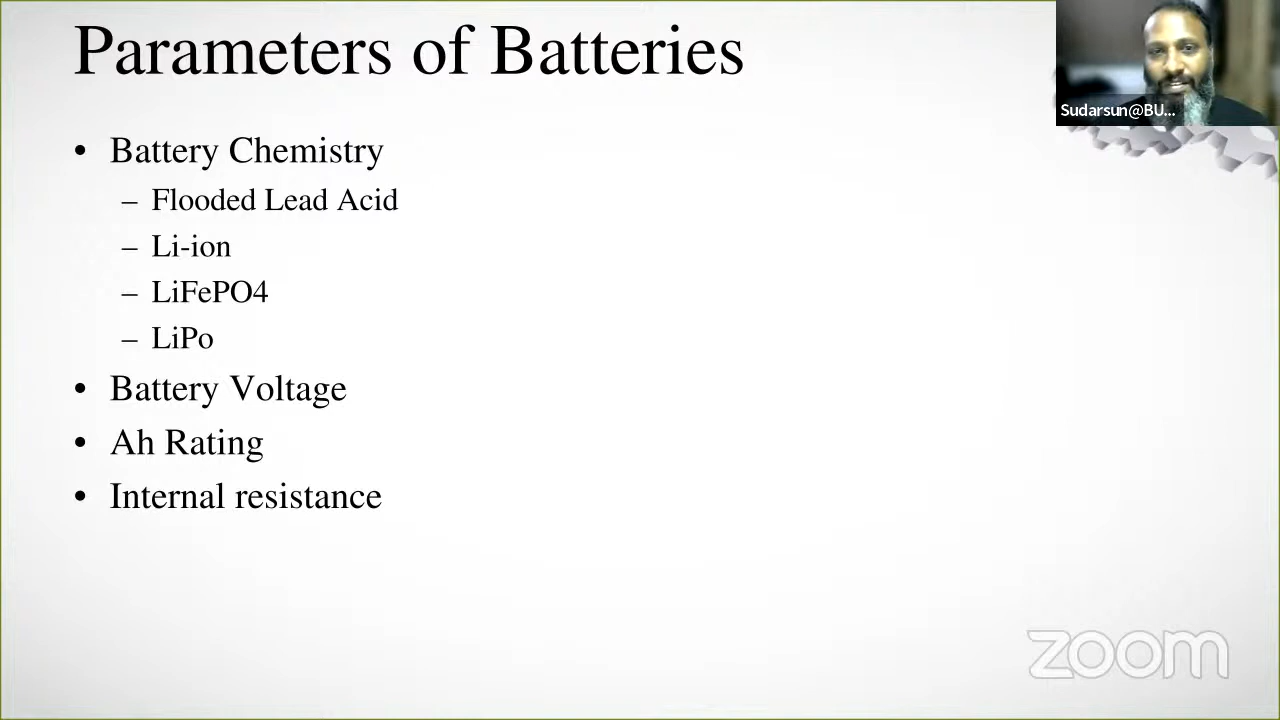 Parameters of Batteries
Sudarsun@BU...
• Battery Chemistry
– Flooded Lead Acid
– Li-ion
– LiFePO4
– LiPo
• Battery Voltage
• Ah Rating
• Internal resistance
zoom